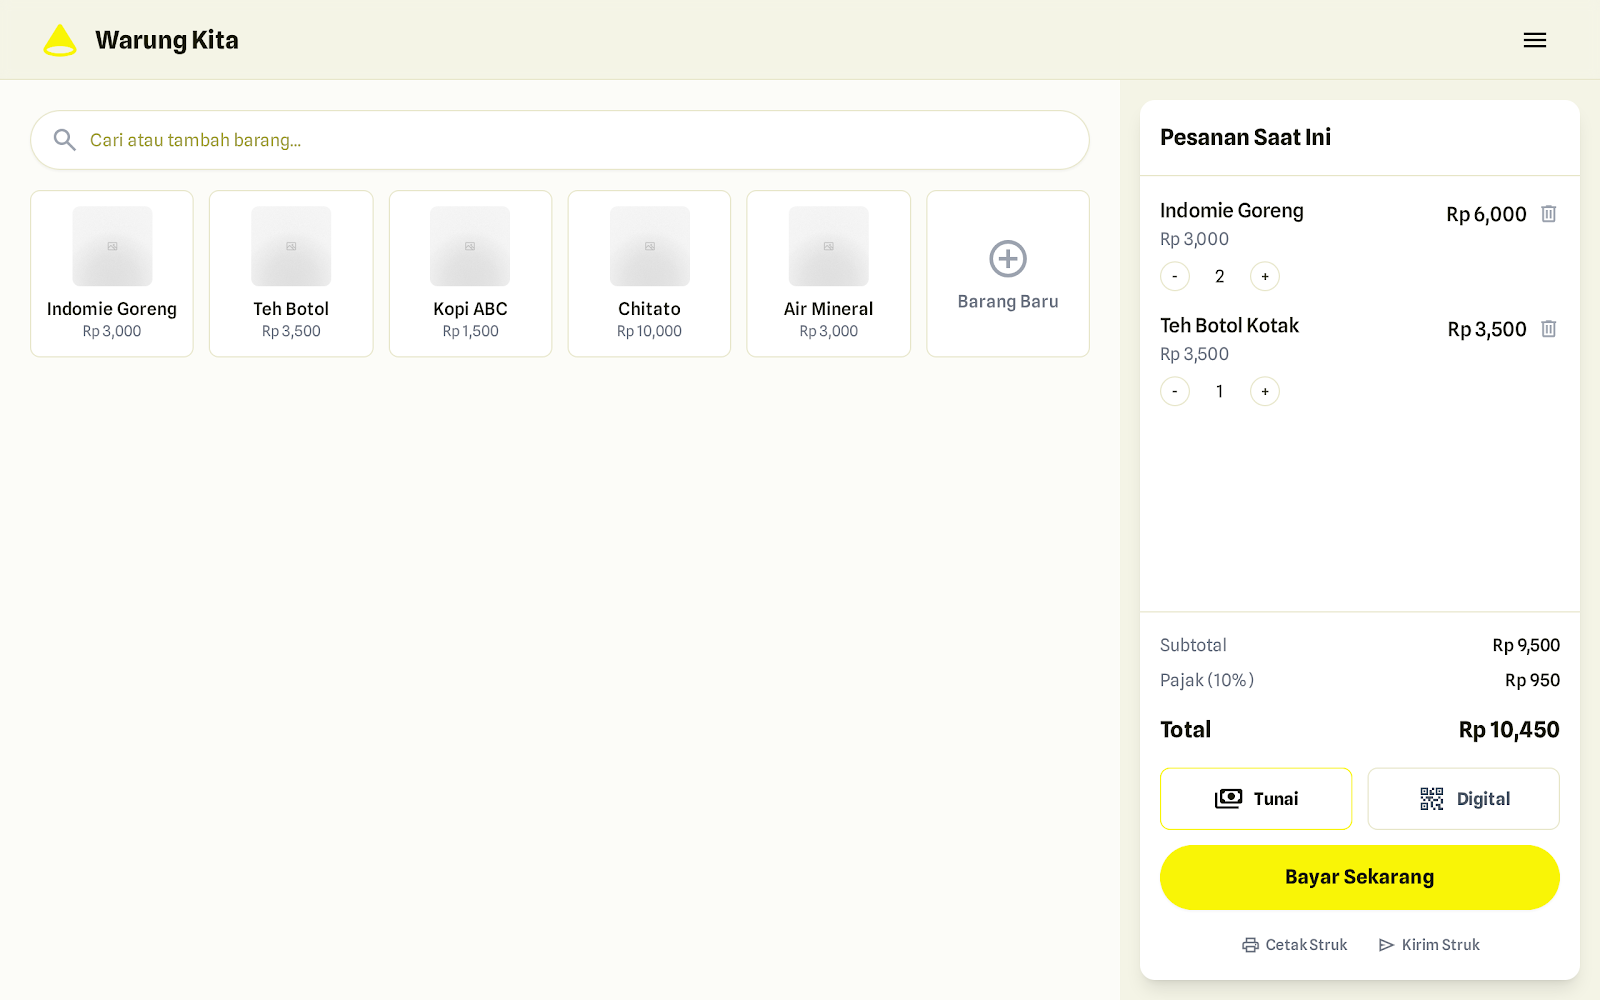 Warung Kita
Cari atau tambah barang...
Indomie Goreng
Rp 3,000
Teh Botol
Rp 3,500
Kopi ABC
Rp 1,500
Chitato
Rp 10,000
Air Mineral
Rp 3,000
Barang Baru
Pesanan Saat Ini
Indomie Goreng
Rp 6,000
Rp 3,000
- 2 +
Teh Botol Kotak
Rp 3,500
Rp 3,500
- 1 +
Subtotal Rp 9,500
Pajak (10%) Rp 950
Total Rp 10,450
Tunai
Digital
Bayar Sekarang
Cetak Struk
Kirim Struk